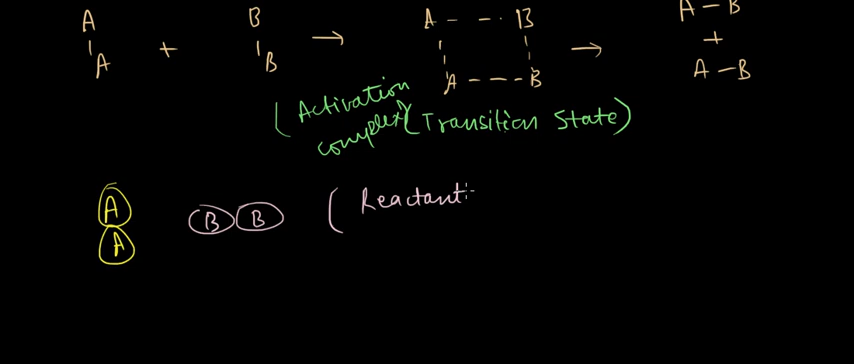 A B A - - - B A - B
+ → → +
A B A - - - B A - B
(Activation
complex) (Transition State)
A
B B (Reactant
A